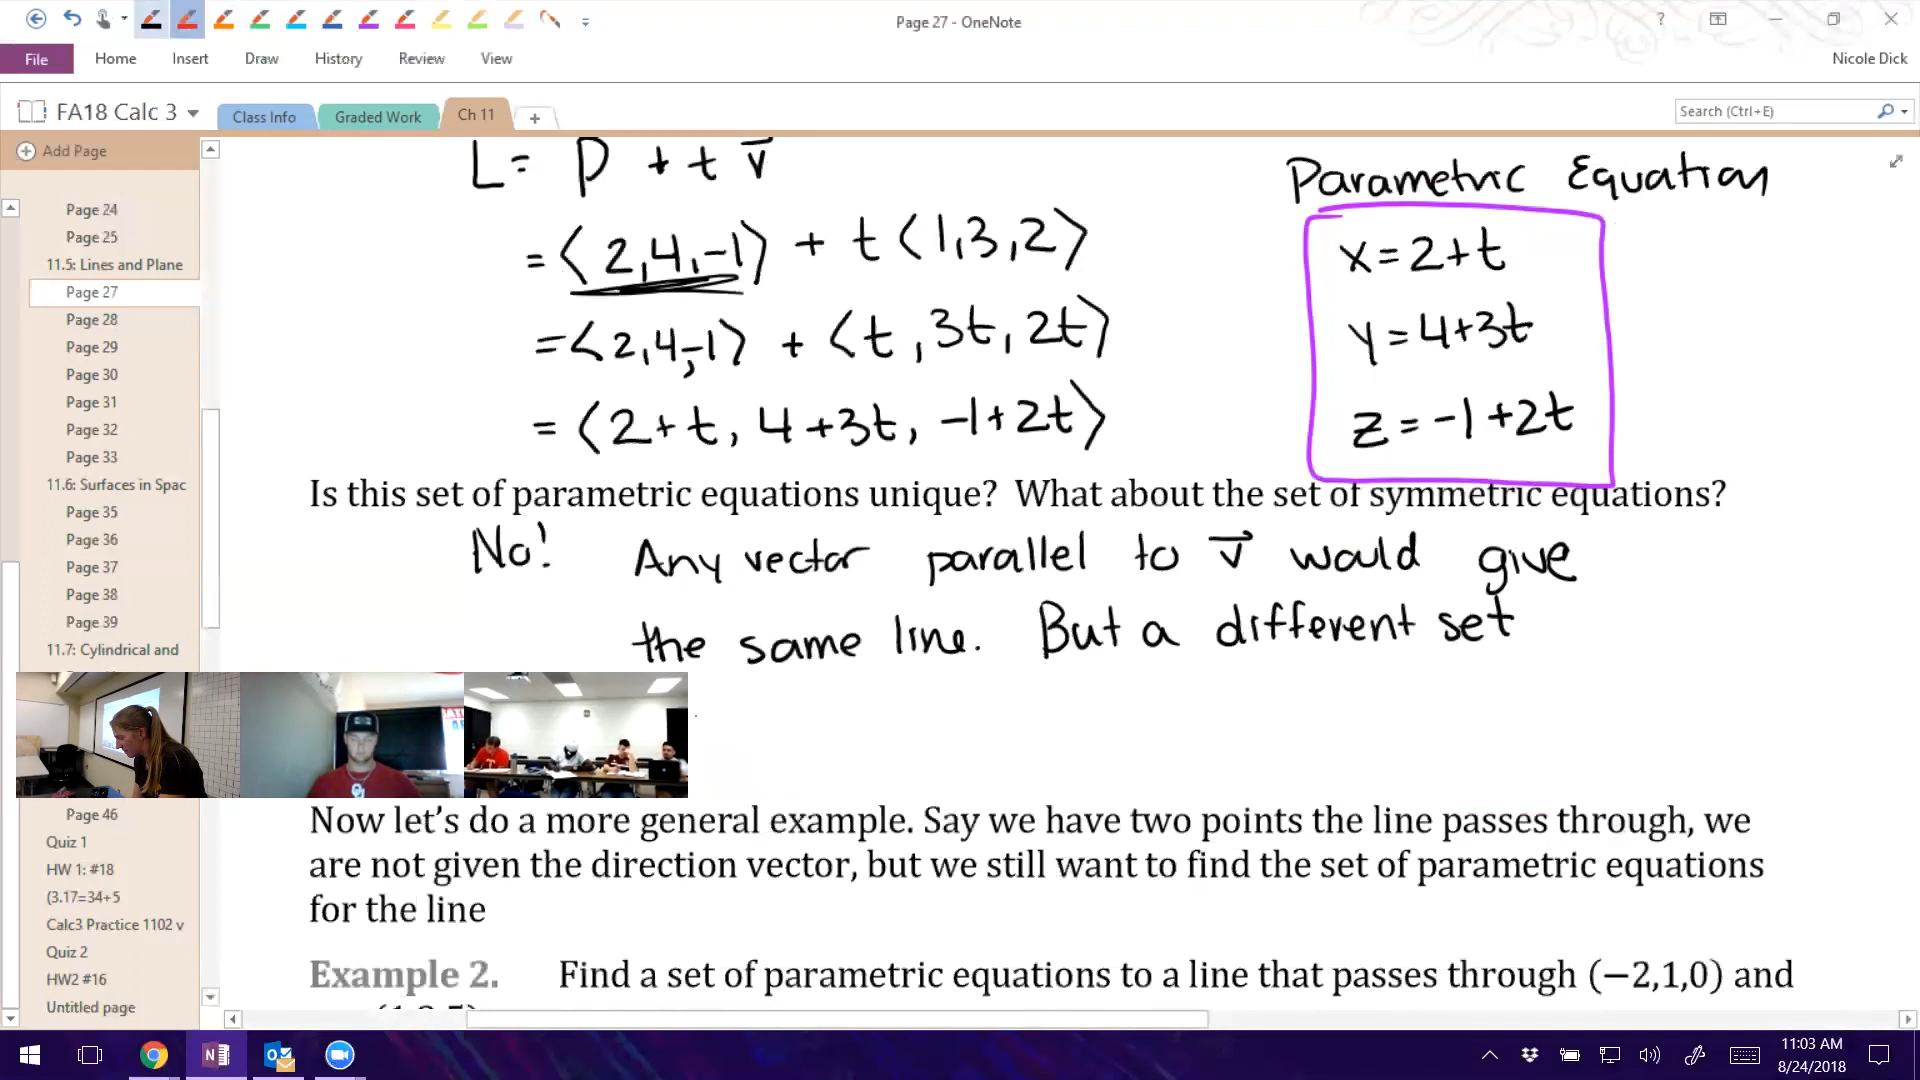 Page 27 - OneNote
?
File
Home
Insert
Draw
History
Review
View
Nicole Dick
FA18 Calc 3
Class Info
Graded Work
Ch 11
+
Search (Ctrl+E)
Add Page
Page 24
Page 25
11.5: Lines and Plane
Page 27
Page 28
Page 29
Page 30
Page 31
Page 32
Page 33
11.6: Surfaces in Spac
Page 35
Page 36
Page 37
Page 38
Page 39
11.7: Cylindrical and
Page 46
Quiz 1
HW 1: #18
(3.17=34+5
Calc3 Practice 1102 v
Quiz 2
HW2 #16
Untitled page
L = P + t v⃗
= ⟨2,4,-1⟩ + t⟨1,3,2⟩
= ⟨2,4,-1⟩ + ⟨t, 3t, 2t⟩
= ⟨2+t, 4+3t, -1+2t⟩
Parametric Equation
x = 2+t
y = 4+3t
z = -1+2t
Is this set of parametric equations unique? What about the set of symmetric equations?
No! Any vector parallel to v⃗ would give
the same line. But a different set
Now let's do a more general example. Say we have two points the line passes through, we
are not given the direction vector, but we still want to find the set of parametric equations
for the line
Example 2. Find a set of parametric equations to a line that passes through (−2,1,0) and
11:03 AM
8/24/2018